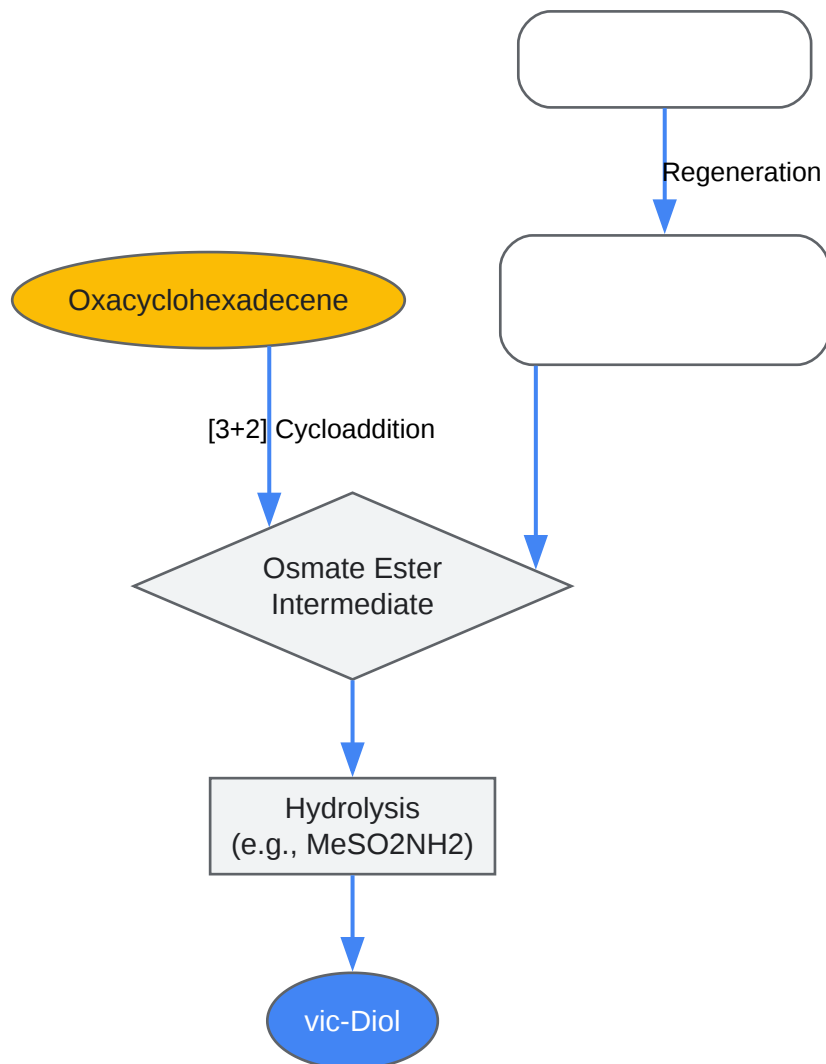 Regeneration
Oxacyclohexadecene
[3+2] Cycloaddition
Osmate Ester
Intermediate
Hydrolysis
(e.g., MeSO2NH2)
vic-Diol